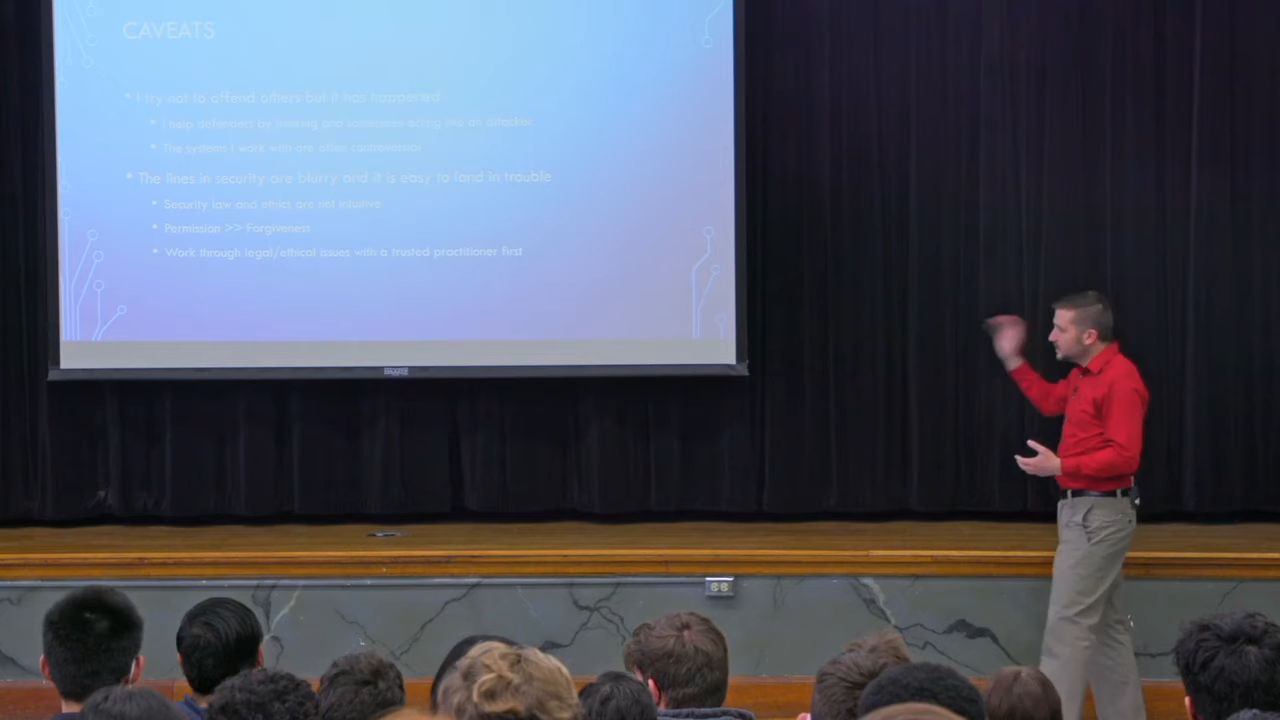 CAVEATS
• I try not to offend others but it has happened
• I help defenders by thinking and sometimes acting like an attacker
• The systems I work with are often controversial
• The lines in security are blurry and it is easy to land in trouble
• Security law and ethics are not intuitive
• Permission >> Forgiveness
• Work through legal/ethical issues with a trusted practitioner first